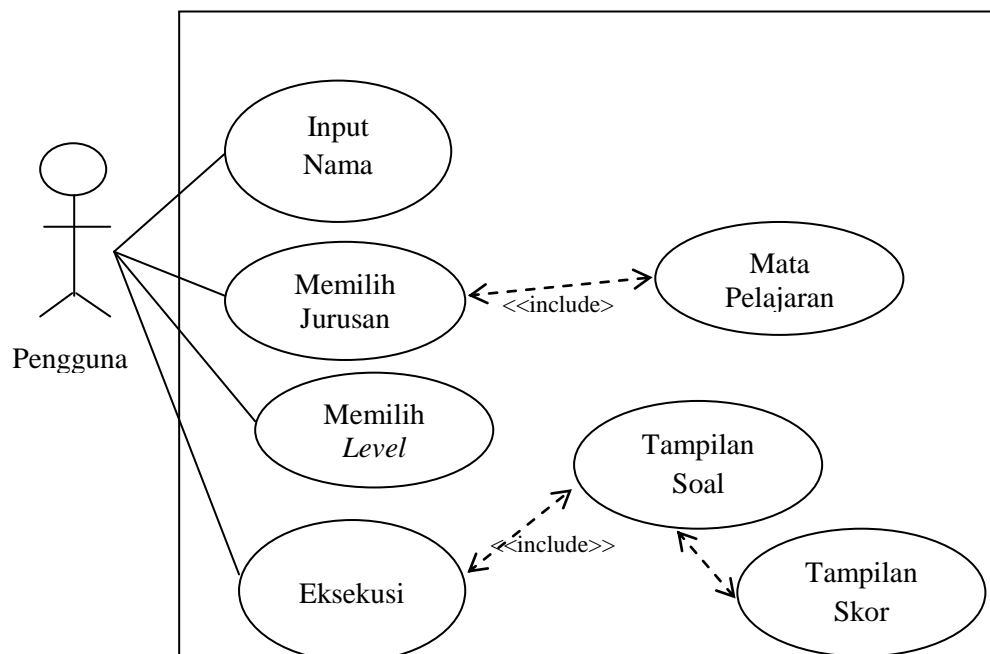 Input
Nama
Memilih
Jurusan
<<include>
Mata
Pelajaran
Pengguna
Memilih
Level
Tampilan
Soal
<<include>>
Eksekusi
Tampilan
Skor